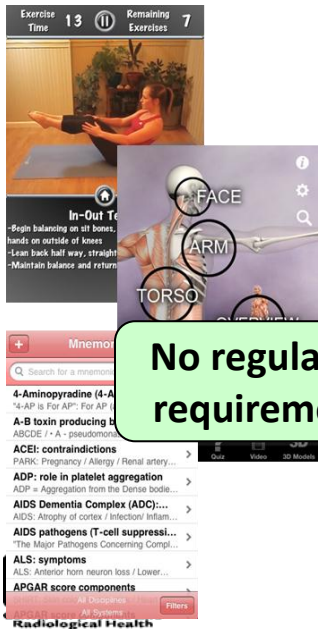 Exercise Time 13 Remaining Exercises 7
In-Out Te
-Begin balancing on sit bones,
hands on outside of knees
-Lean back half way, straight
-Maintain balance and return
FACE
ARM
TORSO
OVERVIEW
Quiz Video 3D Models
No regula
requireme
+ Mnemon
Search for a mnemonic
4-Aminopyradine (4-A
"4-AP is For AP": For AP (
A-B toxin producing b
ABCDE / • A - pseudomonas
ACEI: contraindictions
PARK: Pregnancy / Allergy / Renal artery...
ADP: role in platelet aggregation
ADP = Aggregation from the Dense bodie...
AIDS Dementia Complex (ADC):...
AIDS: Atrophy of cortex / Infection/ Inflam...
AIDS pathogens (T-cell suppressi...
"The Major Pathogens Concerning Compl...
ALS: symptoms
ALS: Anterior horn neuron loss / Lower...
APGAR score components
All Disciplines
All Systems
Filters
Radiological Health